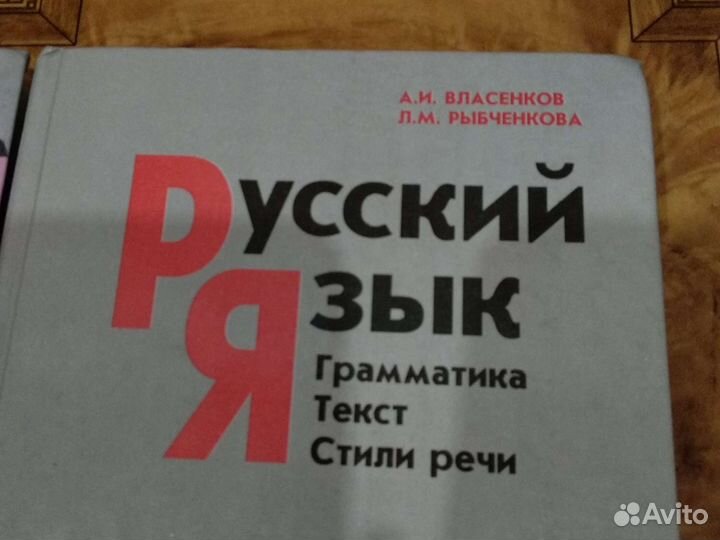 А.И. ВЛАСЕНКОВ
Л.М. РЫБЧЕНКОВА
Русский
Язык
Грамматика
Текст
Стили речи
Avito